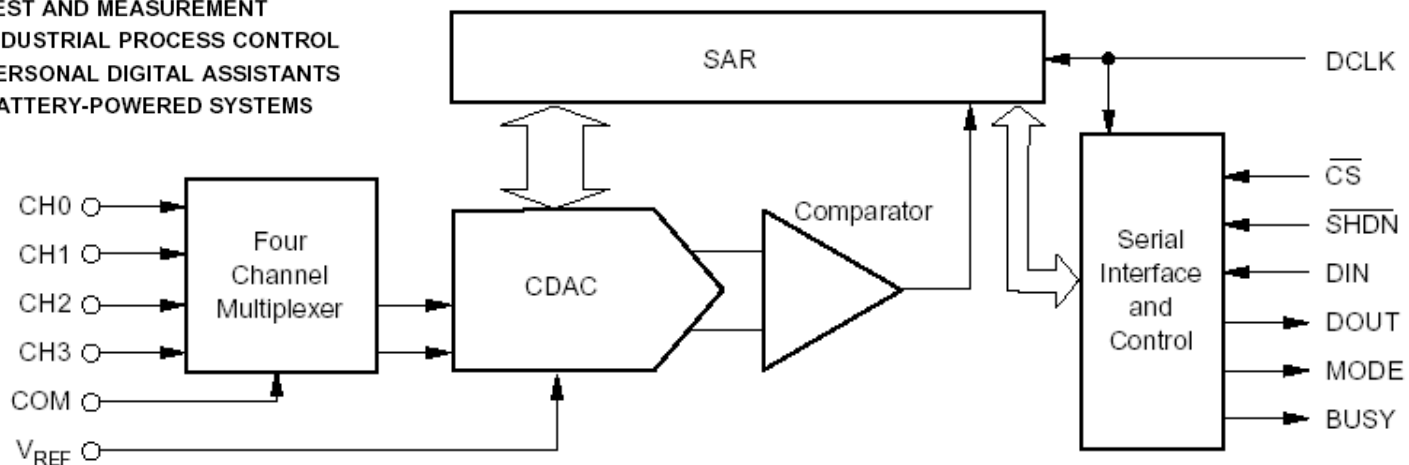 EST AND MEASUREMENT
NDUSTRIAL PROCESS CONTROL
ERSONAL DIGITAL ASSISTANTS
ATTERY-POWERED SYSTEMS
SAR
DCLK
CH0
CH1
CH2
CH3
COM
VREF
Four
Channel
Multiplexer
CDAC
Comparator
Serial
Interface
and
Control
CS
SHDN
DIN
DOUT
MODE
BUSY